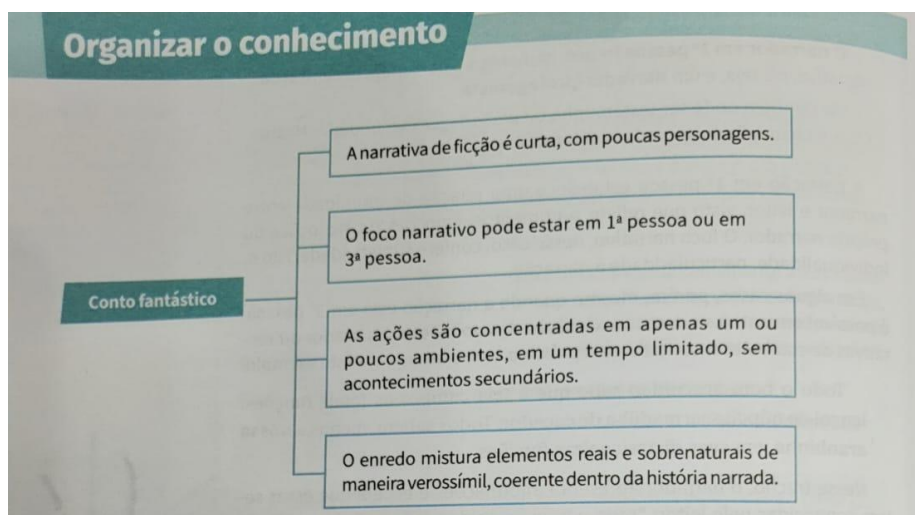 Organizar o conhecimento
A narrativa de ficção é curta, com poucas personagens.
O foco narrativo pode estar em 1ª pessoa ou em
3ª pessoa.
Conto fantástico
As ações são concentradas em apenas um ou
poucos ambientes, em um tempo limitado, sem
acontecimentos secundários.
O enredo mistura elementos reais e sobrenaturais de
maneira verossímil, coerente dentro da história narrada.